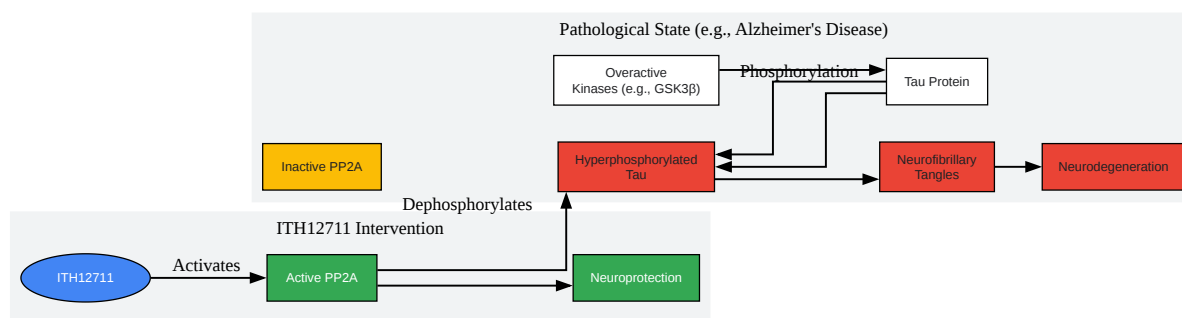 Pathological State (e.g., Alzheimer's Disease)
Overactive
Kinases (e.g., GSK3β)
Phosphorylation
Tau Protein
Inactive PP2A
Hyperphosphorylated
Tau
Neurofibrillary
Tangles
Neurodegeneration
Dephosphorylates
ITH12711 Intervention
ITH12711
Activates
Active PP2A
Neuroprotection